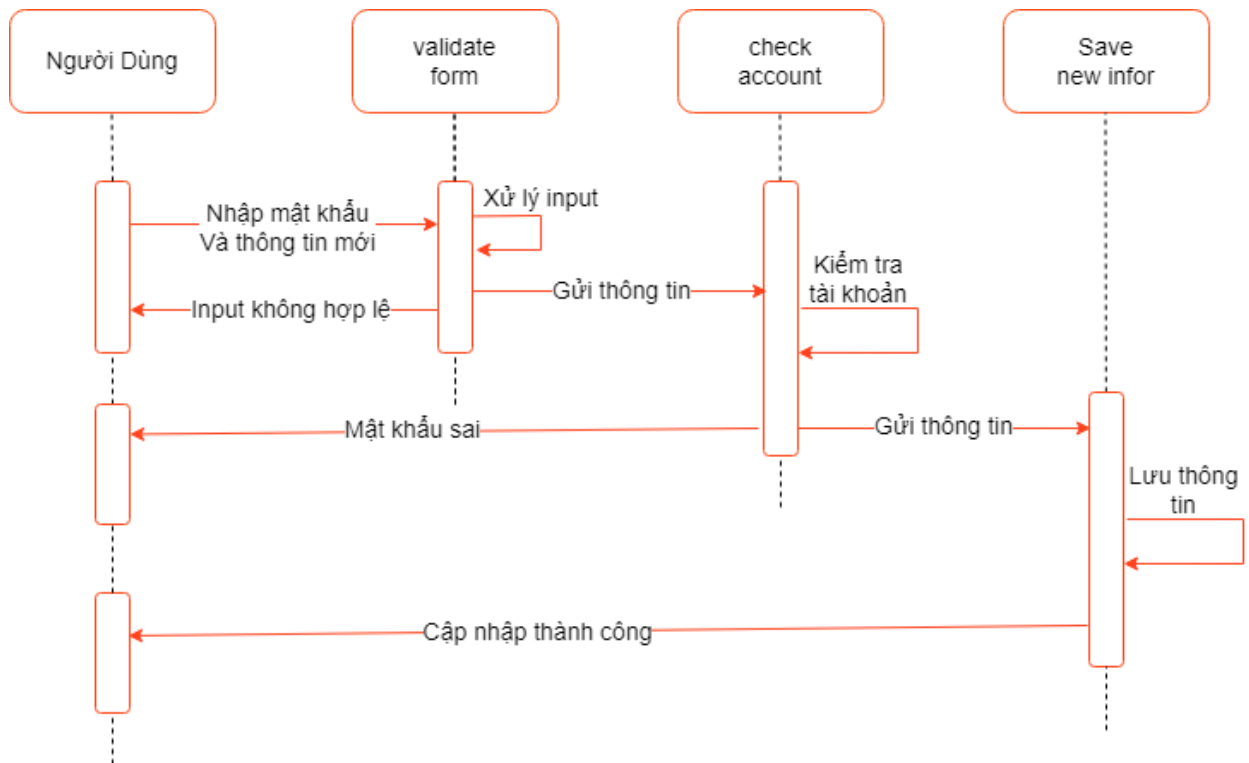 Người Dùng
validate
form
check
account
Save
new infor
Nhập mật khẩu
Và thông tin mới
Xử lý input
Gửi thông tin
Input không hợp lệ
Kiểm tra
tài khoản
Mật khẩu sai
Gửi thông tin
Lưu thông
tin
Cập nhập thành công